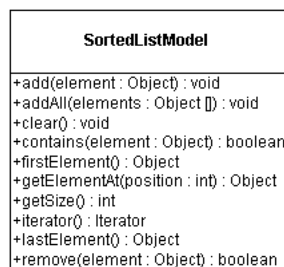 SortedListModel
+add(element : Object) : void
+addAll(elements : Object []) : void
+clear() : void
+contains(element : Object) : boolean
+firstElement() : Object
+getElementAt(position : int) : Object
+getSize() : int
+iterator() : Iterator
+lastElement() : Object
+remove(element : Object) : boolean